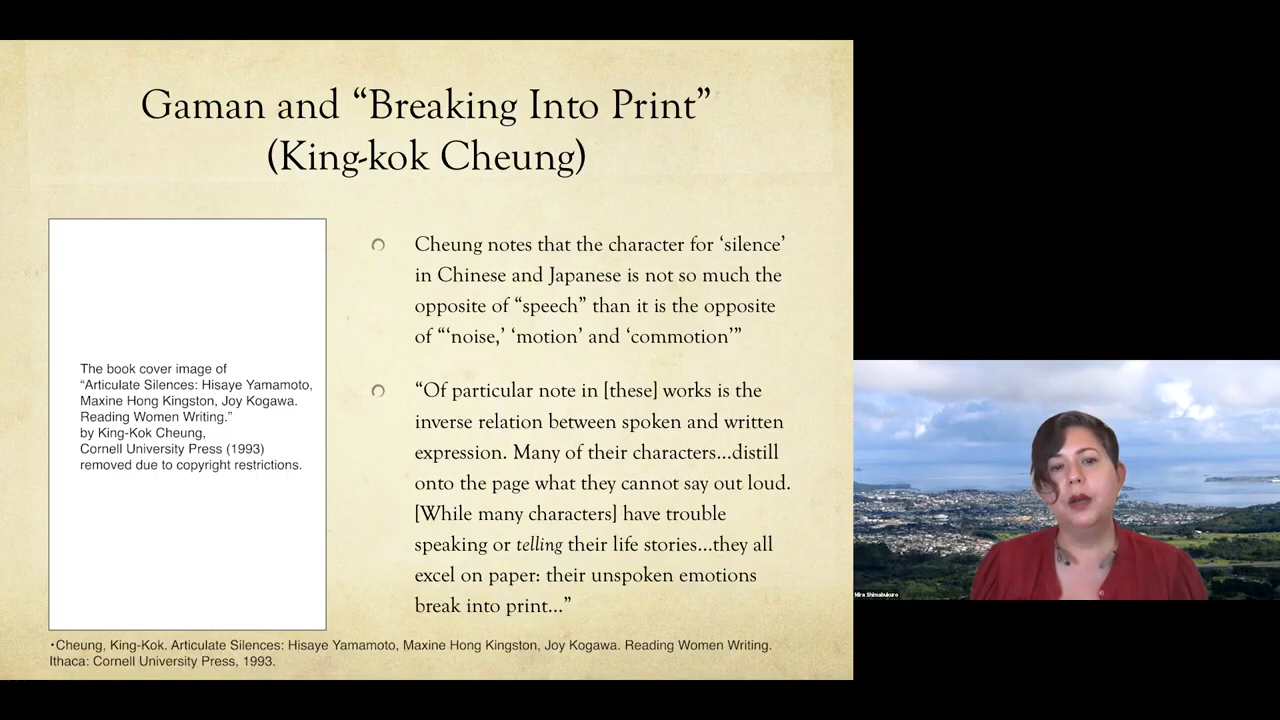 Gaman and “Breaking Into Print”
(King-kok Cheung)
The book cover image of
“Articulate Silences: Hisaye Yamamoto,
Maxine Hong Kingston, Joy Kogawa.
Reading Women Writing.”
by King-Kok Cheung,
Cornell University Press (1993)
removed due to copyright restrictions.
Cheung notes that the character for ‘silence’
in Chinese and Japanese is not so much the
opposite of “speech” than it is the opposite
of “‘noise,’ ‘motion’ and ‘commotion’”
“Of particular note in [these] works is the
inverse relation between spoken and written
expression. Many of their characters...distill
onto the page what they cannot say out loud.
[While many characters] have trouble
speaking or telling their life stories...they all
excel on paper: their unspoken emotions
break into print...”
•Cheung, King-Kok. Articulate Silences: Hisaye Yamamoto, Maxine Hong Kingston, Joy Kogawa. Reading Women Writing.
Ithaca: Cornell University Press, 1993.
Mira Shimabukuro